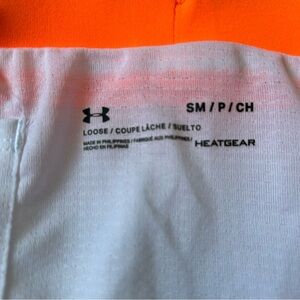 SM / P / CH
LOOSE / COUPE LÂCHE / SUELTO
MADE IN PHILIPPINES / FABRIQUÉ AUX PHILIPPINES /
HECHO EN FILIPINAS
HEATGEAR